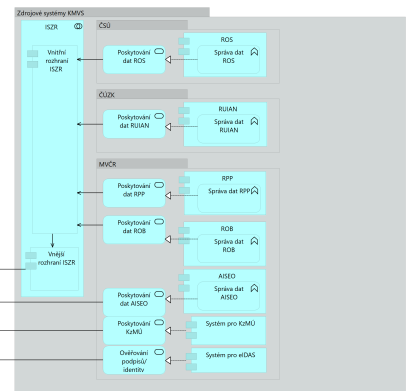 Zdrojové systémy KMVS
ISZR
Vnitřní
rozhraní
ISZR
Vnější
rozhraní ISZR
ČSÚ
Poskytování
dat ROS
ROS
Správa dat
ROS
ČÚZK
Poskytování
dat RUIAN
RUIAN
Správa dat
RUIAN
MVČR
Poskytování
dat RPP
RPP
Správa dat RPP
Poskytování
dat ROB
ROB
Správa dat
ROB
AISEO
Správa dat
AISEO
Poskytování
dat AISEO
Poskytování
KzMÚ
Systém pro KzMÚ
Ověřování
podpisů/
identity
Systém pro eIDAS